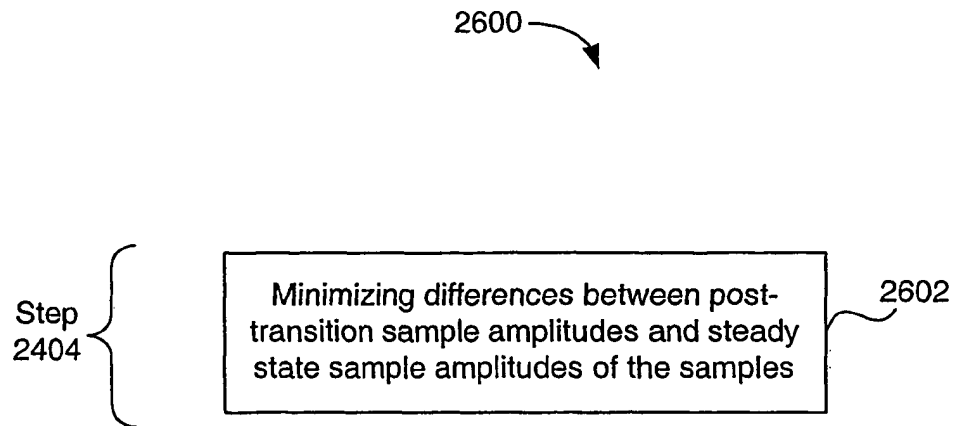 2600
Step
2404
Minimizing differences between post-
transition sample amplitudes and steady
state sample amplitudes of the samples
2602